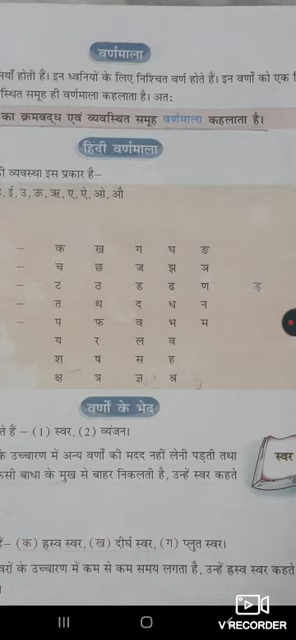 वर्णमाला
नियाँ होती हैं। इन ध्वनियों के लिए निश्चित वर्ण होते हैं। इन वर्णों को एक
स्थित समूह ही वर्णमाला कहलाता है। अतः
का क्रमबद्ध एवं व्यवस्थित समूह वर्णमाला कहलाता है।
हिंदी वर्णमाला
ी व्यवस्था इस प्रकार है–
ई, उ, ऊ, ऋ, ए, ऐ, ओ, औ
– क ख ग घ ङ
– च छ ज झ ञ
– ट ठ ड ढ ण ड़
– त थ द ध न
– प फ ब भ म
य र ल व
श ष स ह
क्ष त्र ज्ञ श्र
वर्णों के भेद
ते हैं – (1) स्वर, (2) व्यंजन।
के उच्चारण में अन्य वर्णों की मदद नहीं लेनी पड़ती तथा
कसी बाधा के मुख से बाहर निकलती है, उन्हें स्वर कहते
स्वर
हैं– (क) ह्रस्व स्वर, (ख) दीर्घ स्वर, (ग) प्लुत स्वर।
वरों के उच्चारण में कम से कम समय लगता है, उन्हें ह्रस्व स्वर कहते
V RECORDER